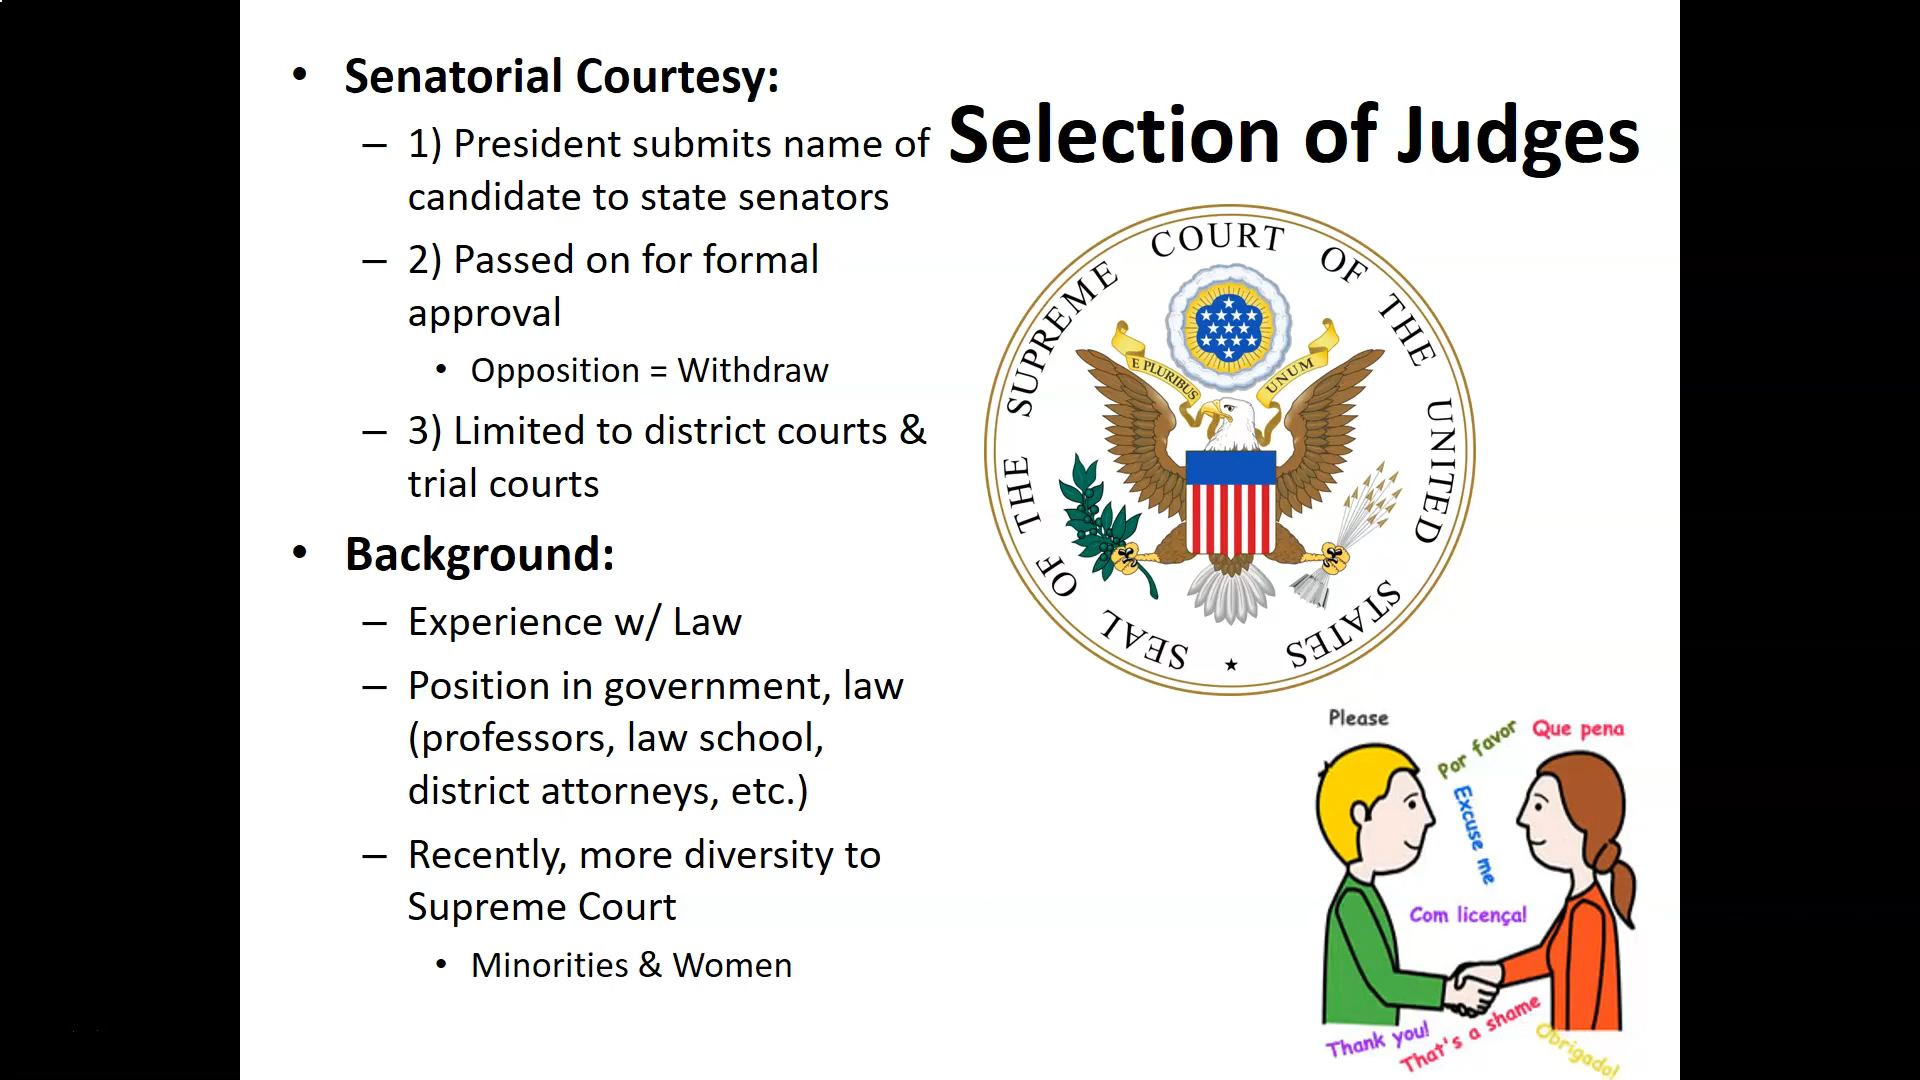 • Senatorial Courtesy:
– 1) President submits name of
candidate to state senators
– 2) Passed on for formal
approval
• Opposition = Withdraw
– 3) Limited to district courts &
trial courts
• Background:
– Experience w/ Law
– Position in government, law
(professors, law school,
district attorneys, etc.)
– Recently, more diversity to
Supreme Court
• Minorities & Women
Selection of Judges
SEAL OF THE SUPREME COURT OF THE UNITED STATES
E PLURIBUS UNUM
Please
Por favor
Que pena
Excuse me
Com licença!
Thank you!
That's a shame
Obrigado!